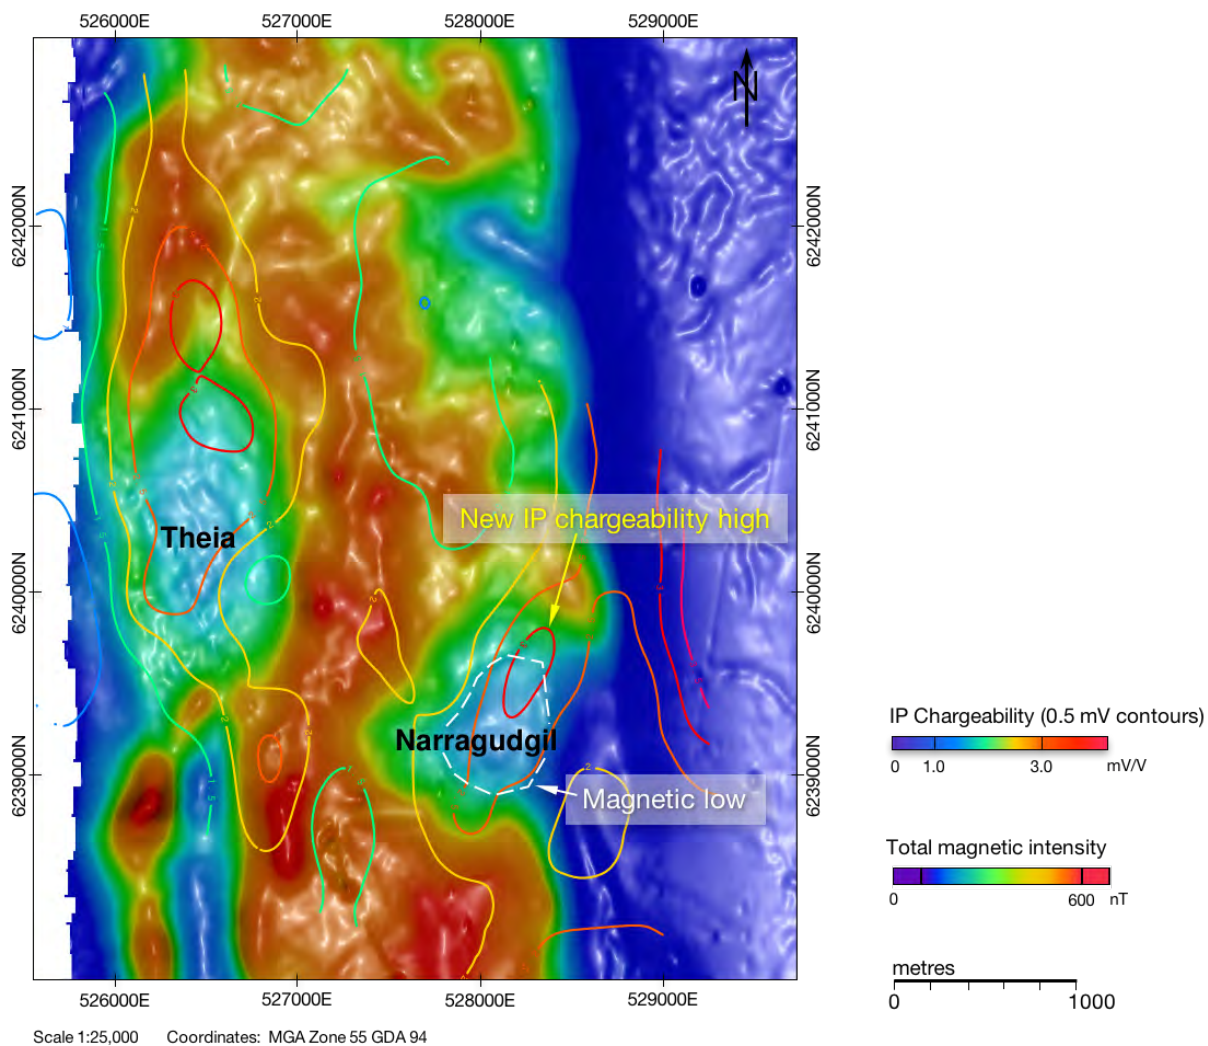 526000E 527000E 528000E 529000E
N
6242000N 6242000N
6241000N 6241000N
New IP chargeability high
Theia
6240000N 6240000N
Narragudgil
6239000N 6239000N
Magnetic low
526000E 527000E 528000E 529000E
Scale 1:25,000 Coordinates: MGA Zone 55 GDA 94
IP Chargeability (0.5 mV contours)
0 1.0 3.0 mV/V
Total magnetic intensity
0 600 nT
metres
0 1000